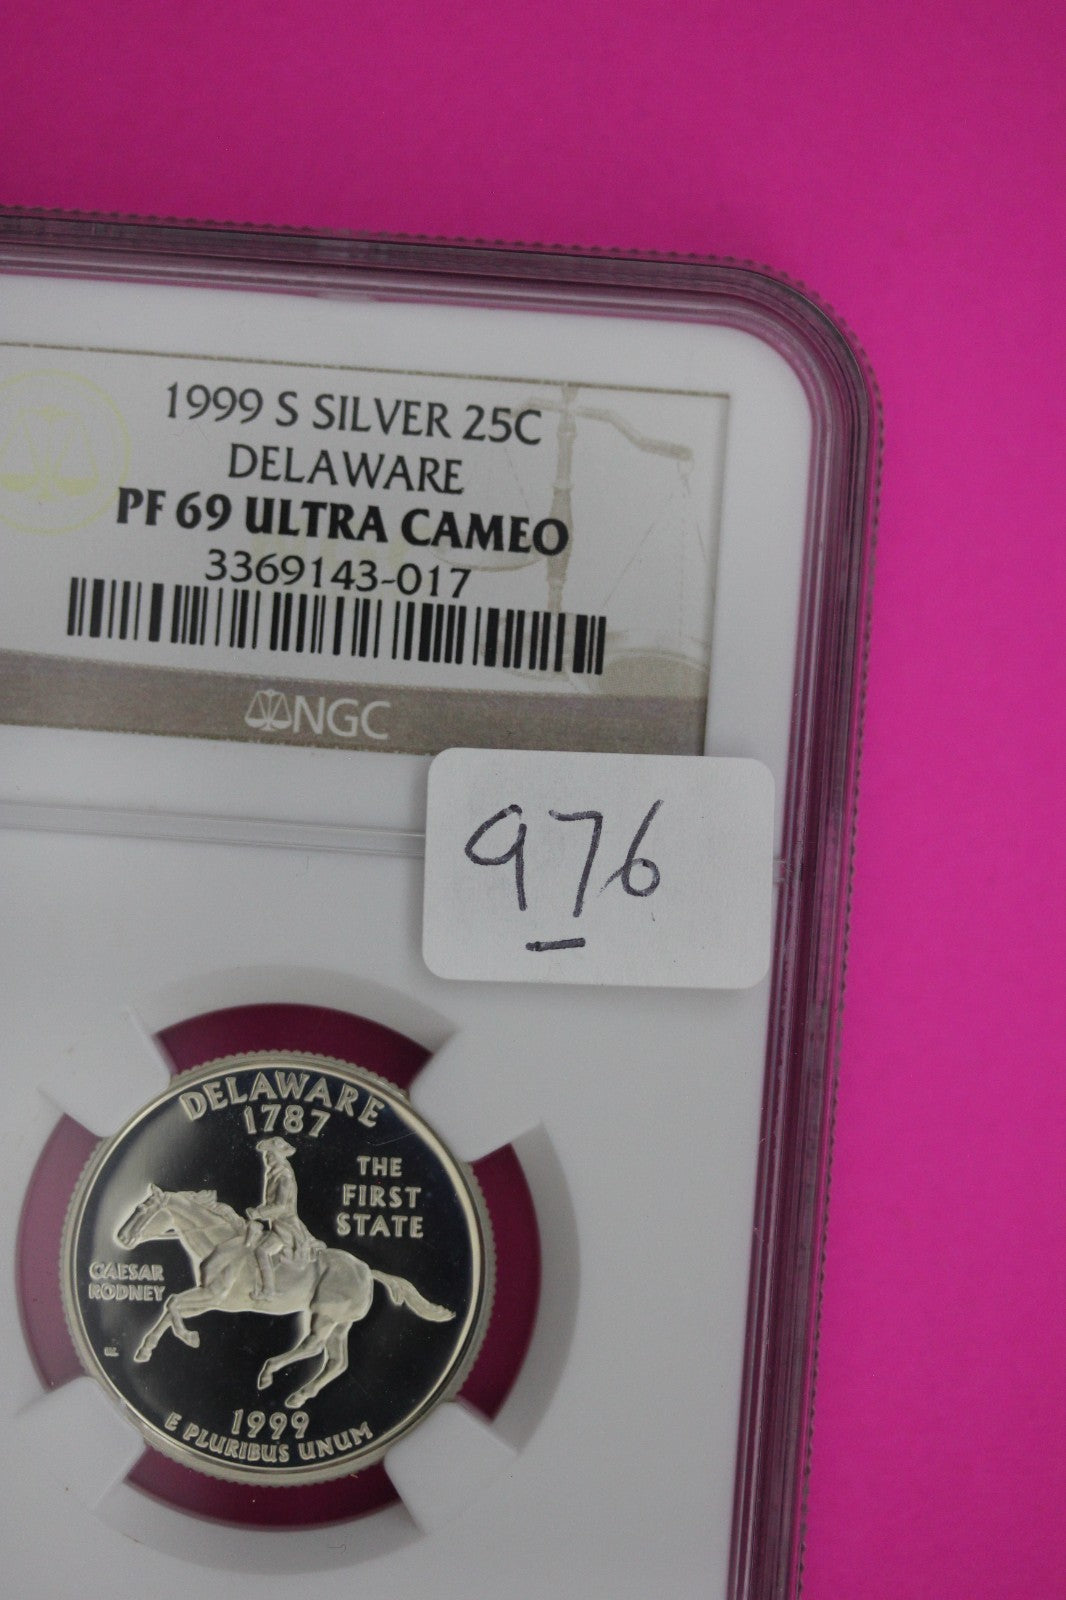 1999 S SILVER 25C
DELAWARE
PF 69 ULTRA CAMEO
3369143-017
NGC
976
DELAWARE
1787
THE
FIRST
STATE
CAESAR
RODNEY
1999
E PLURIBUS UNUM